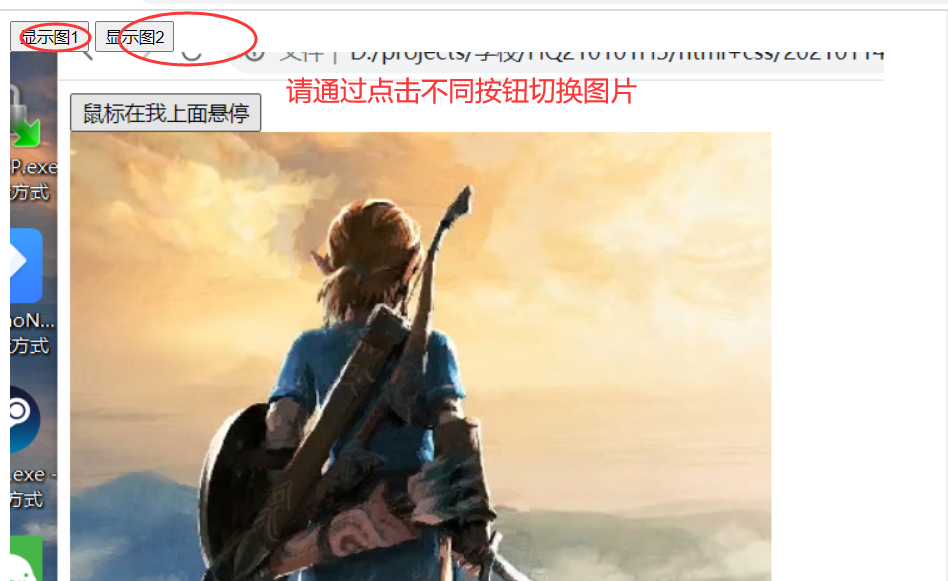 显示图1 显示图2
文件 | D:/projects/学校/HQ210101H5/html+css/20210114
请通过点击不同按钮切换图片
鼠标在我上面悬停
P.exe
方式
oN...
方式
.exe -
方式